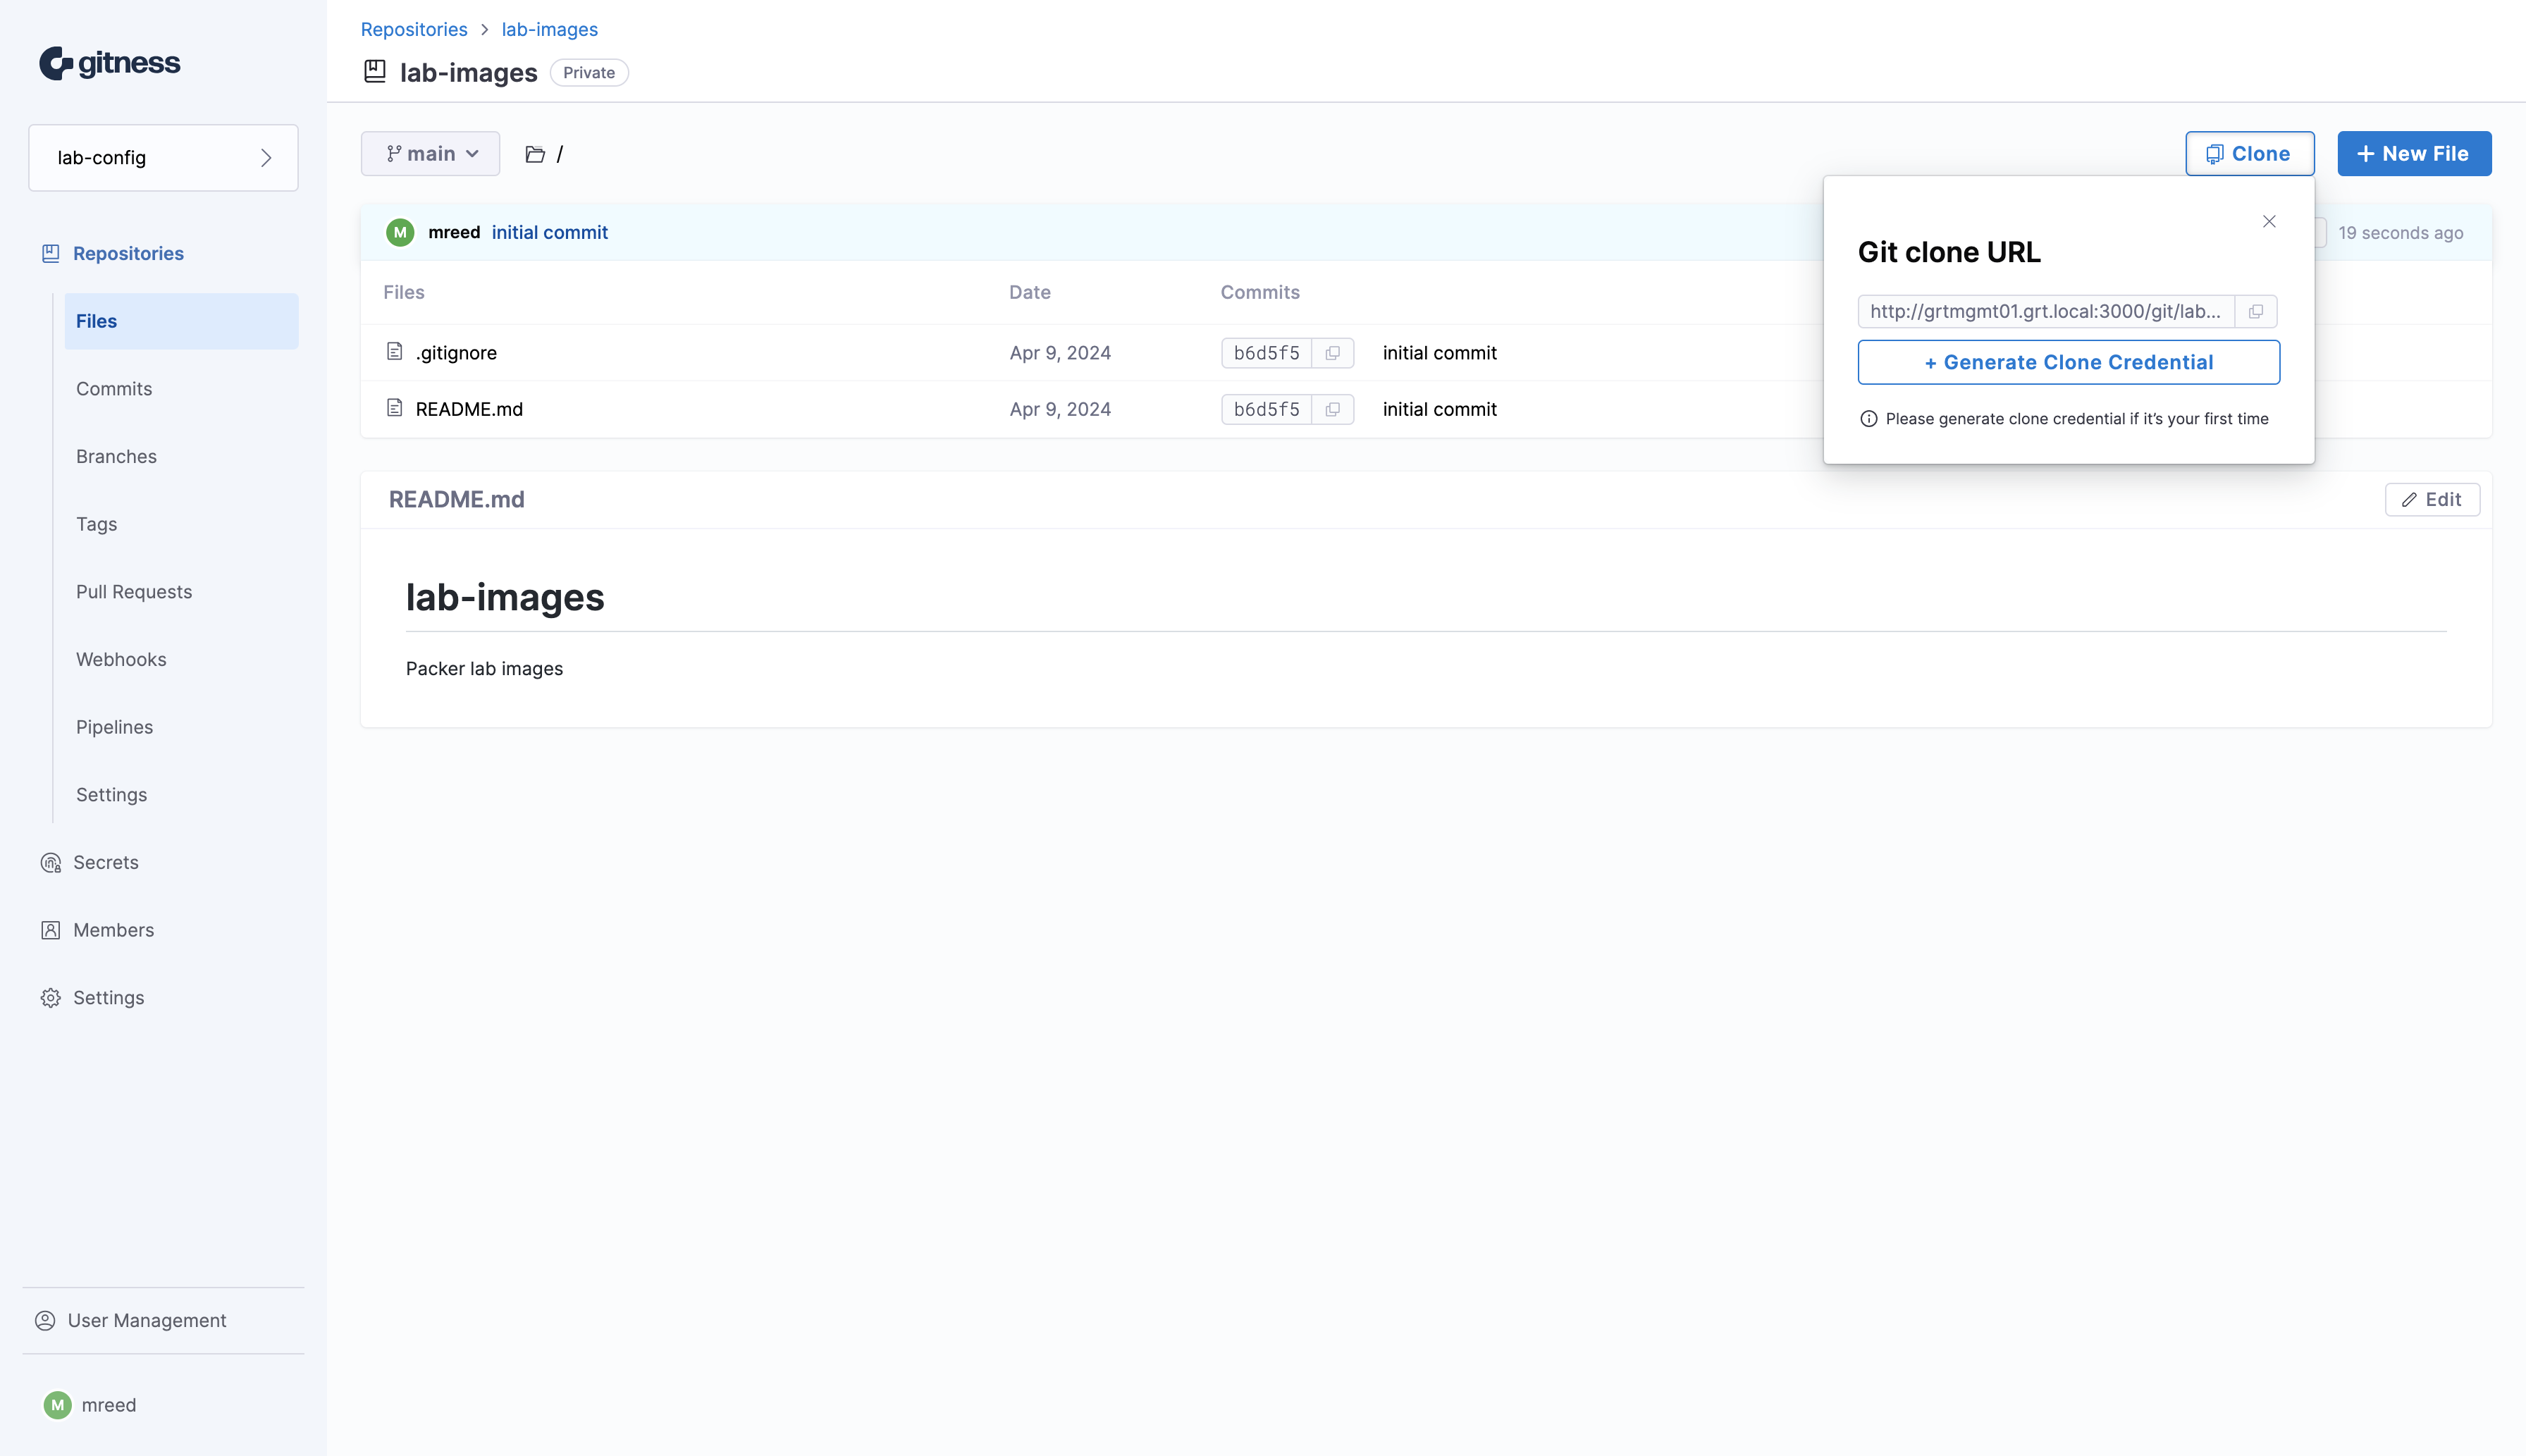 gitness
lab-config
Repositories
Files
Commits
Branches
Tags
Pull Requests
Webhooks
Pipelines
Settings
Secrets
Members
Settings
User Management
M mreed
Repositories > lab-images
lab-images Private
main /
Clone
+ New File
M mreed initial commit
19 seconds ago
Files Date Commits
.gitignore Apr 9, 2024 b6d5f5 initial commit
README.md Apr 9, 2024 b6d5f5 initial commit
Git clone URL
http://grtmgmt01.grt.local:3000/git/lab...
+ Generate Clone Credential
Please generate clone credential if it’s your first time
README.md
Edit
lab-images
Packer lab images